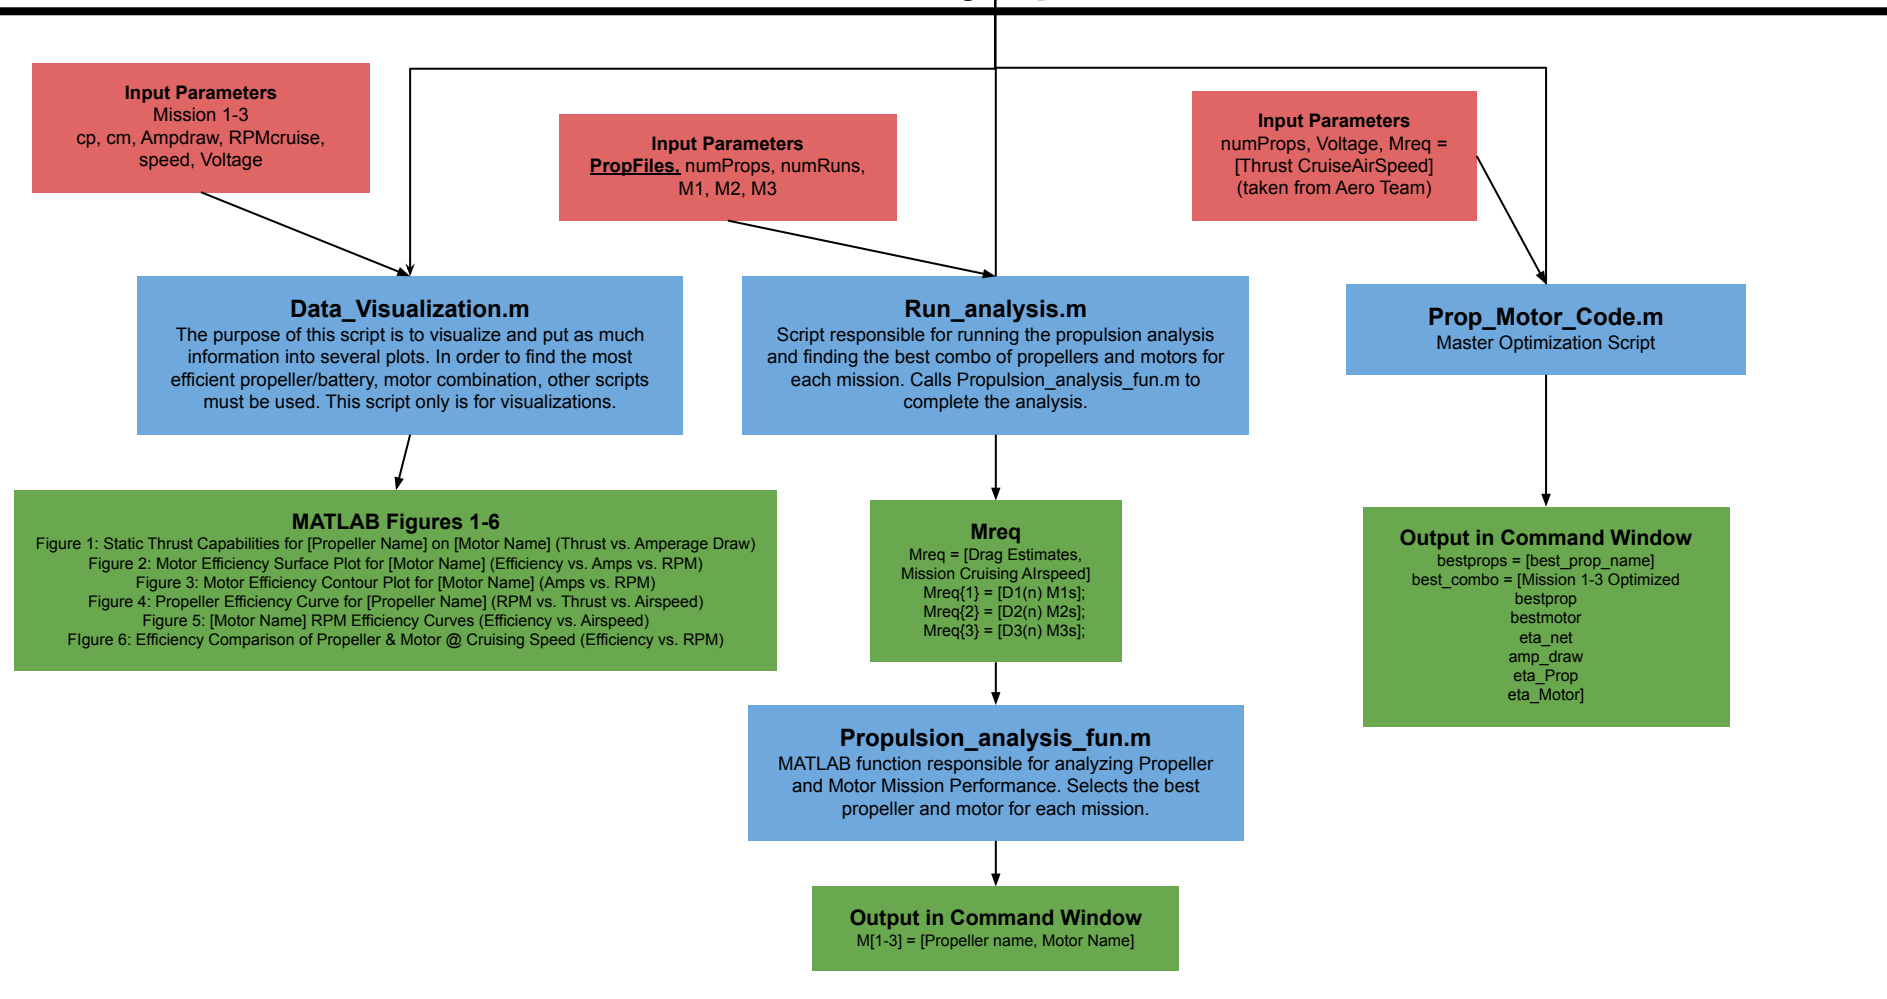 Input Parameters
Mission 1-3
cp, cm, Ampdraw, RPMcruise,
speed, Voltage
Input Parameters
PropFiles, numProps, numRuns,
M1, M2, M3
Input Parameters
numProps, Voltage, Mreq =
[Thrust CruiseAirSpeed]
(taken from Aero Team)
Data_Visualization.m
The purpose of this script is to visualize and put as much
information into several plots. In order to find the most
efficient propeller/battery, motor combination, other scripts
must be used. This script only is for visualizations.
Run_analysis.m
Script responsible for running the propulsion analysis
and finding the best combo of propellers and motors for
each mission. Calls Propulsion_analysis_fun.m to
complete the analysis.
Prop_Motor_Code.m
Master Optimization Script
MATLAB Figures 1-6
Figure 1: Static Thrust Capabilities for [Propeller Name] on [Motor Name] (Thrust vs. Amperage Draw)
Figure 2: Motor Efficiency Surface Plot for [Motor Name] (Efficiency vs. Amps vs. RPM)
Figure 3: Motor Efficiency Contour Plot for [Motor Name] (Amps vs. RPM)
Figure 4: Propeller Efficiency Curve for [Propeller Name] (RPM vs. Thrust vs. Airspeed)
Figure 5: [Motor Name] RPM Efficiency Curves (Efficiency vs. Airspeed)
FIgure 6: Efficiency Comparison of Propeller & Motor @ Cruising Speed (Efficiency vs. RPM)
Mreq
Mreq = [Drag Estimates,
Mission Cruising AIrspeed]
Mreq{1} = [D1(n) M1s];
Mreq{2} = [D2(n) M2s];
Mreq{3} = [D3(n) M3s];
Output in Command Window
bestprops = [best_prop_name]
best_combo = [Mission 1-3 Optimized
bestprop
bestmotor
eta_net
amp_draw
eta_Prop
eta_Motor]
Propulsion_analysis_fun.m
MATLAB function responsible for analyzing Propeller
and Motor Mission Performance. Selects the best
propeller and motor for each mission.
Output in Command Window
M[1-3] = [Propeller name, Motor Name]